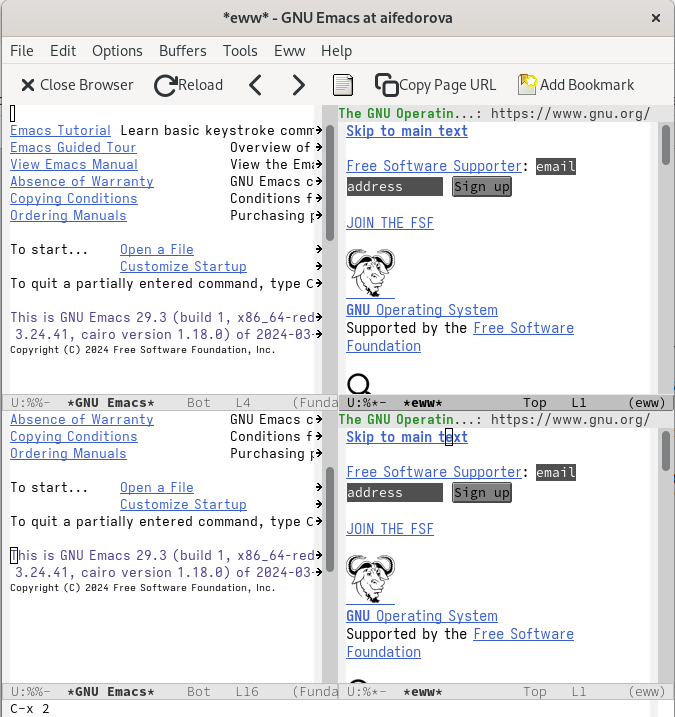 *eww* - GNU Emacs at aifedorova
File Edit Options Buffers Tools Eww Help
Close Browser Reload Copy Page URL Add Bookmark
Emacs Tutorial Learn basic keystroke comm
Emacs Guided Tour Overview of
View Emacs Manual View the Ema
Absence of Warranty GNU Emacs c
Copying Conditions Conditions f
Ordering Manuals Purchasing p
To start... Open a File
Customize Startup
To quit a partially entered command, type C
This is GNU Emacs 29.3 (build 1, x86_64-red
3.24.41, cairo version 1.18.0) of 2024-03-
Copyright (C) 2024 Free Software Foundation, Inc.
U:%%- *GNU Emacs* Bot L4 (Funda
The GNU Operatin...: https://www.gnu.org/
Skip to main text
Free Software Supporter: email
address Sign up
JOIN THE FSF
GNU Operating System
Supported by the Free Software
Foundation
U:%*- *eww* Top L1 (eww)
Absence of Warranty GNU Emacs c
Copying Conditions Conditions f
Ordering Manuals Purchasing p
To start... Open a File
Customize Startup
To quit a partially entered command, type C
This is GNU Emacs 29.3 (build 1, x86_64-red
3.24.41, cairo version 1.18.0) of 2024-03-
Copyright (C) 2024 Free Software Foundation, Inc.
U:%%- *GNU Emacs* Bot L16 (Funda
The GNU Operatin...: https://www.gnu.org/
Skip to main text
Free Software Supporter: email
address Sign up
JOIN THE FSF
GNU Operating System
Supported by the Free Software
Foundation
U:%*- *eww* Top L1 (eww)
C-x 2